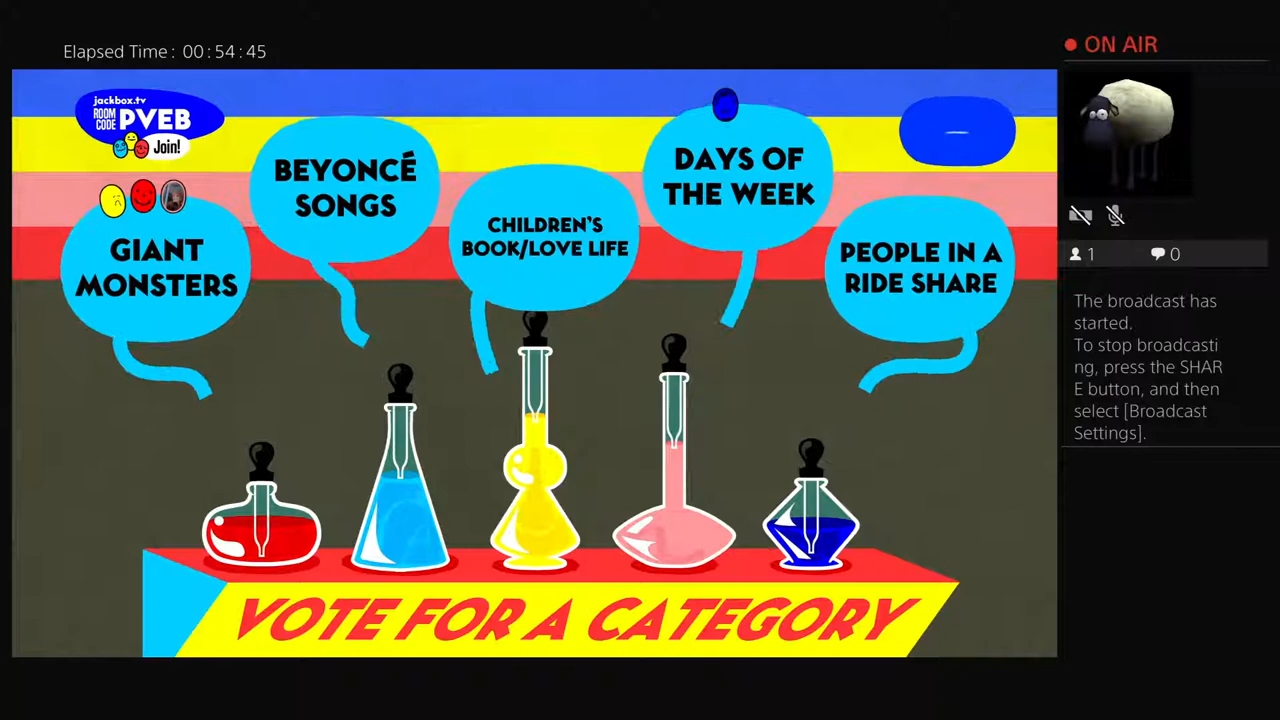 Elapsed Time: 00:54:45
ON AIR
jackbox.tv
ROOM CODE PVEB
Join!
GIANT
MONSTERS
BEYONCÉ
SONGS
CHILDREN'S
BOOK/LOVE LIFE
DAYS OF
THE WEEK
PEOPLE IN A
RIDE SHARE
VOTE FOR A CATEGORY
1
0
The broadcast has
started.
To stop broadcasti
ng, press the SHAR
E button, and then
select [Broadcast
Settings].